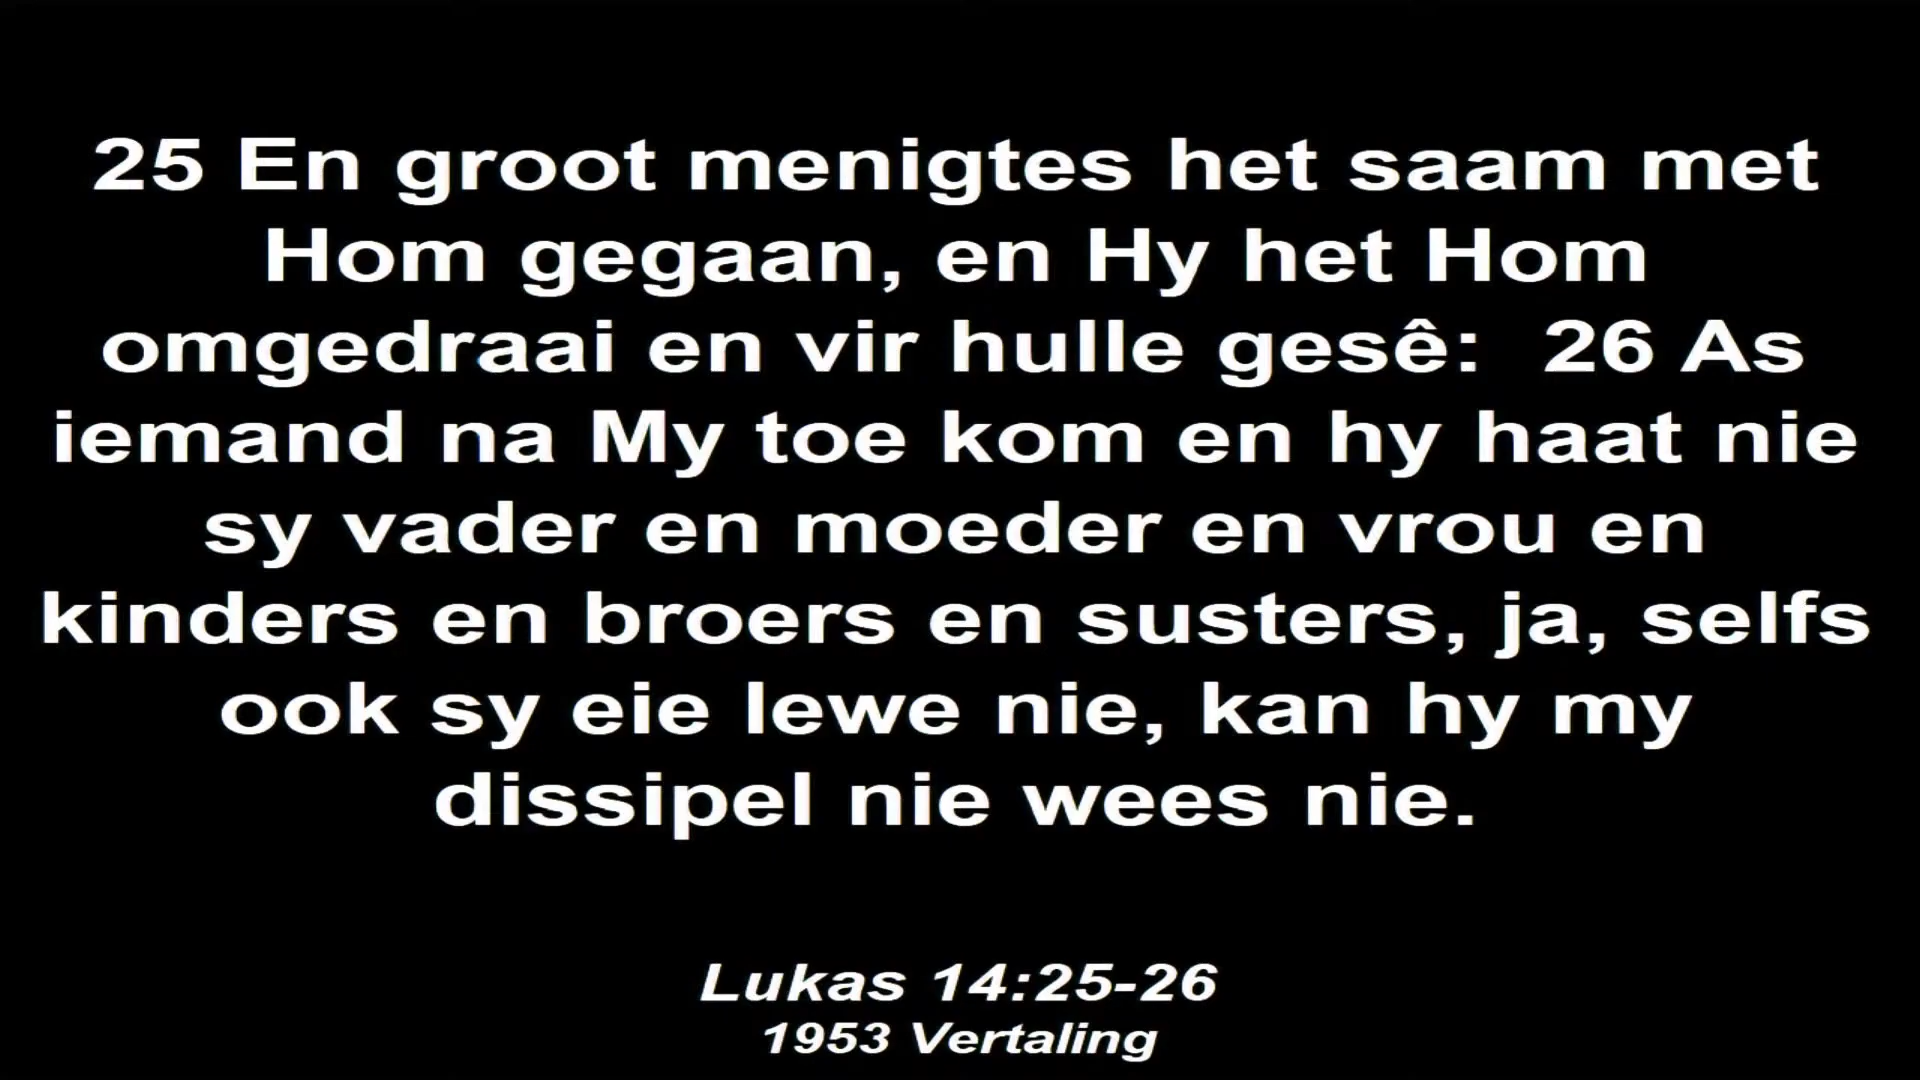 25 En groot menigtes het saam met
Hom gegaan, en Hy het Hom
omgedraai en vir hulle gesê:  26 As
iemand na My toe kom en hy haat nie
sy vader en moeder en vrou en
kinders en broers en susters, ja, selfs
ook sy eie lewe nie, kan hy my
dissipel nie wees nie.
Lukas 14:25-26
1953 Vertaling